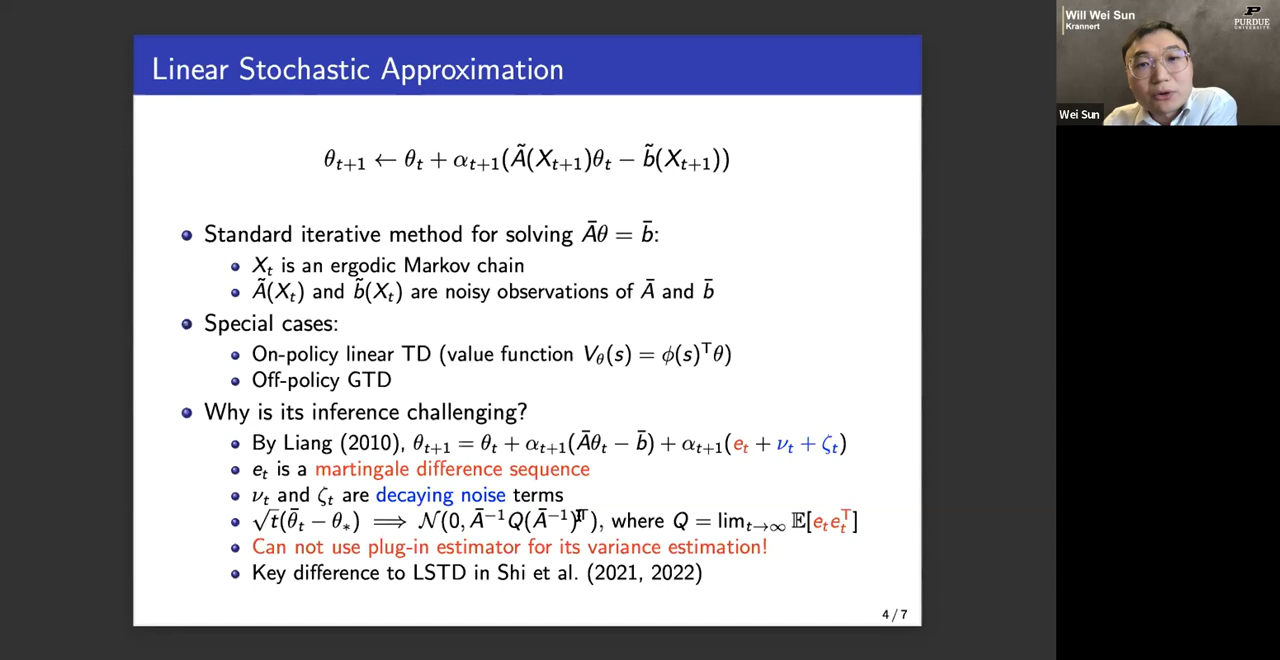 Linear Stochastic Approximation
θ_{t+1} ← θ_t + α_{t+1}(Ã(X_{t+1})θ_t − b̃(X_{t+1}))
Standard iterative method for solving Āθ = b̄:
X_t is an ergodic Markov chain
Ã(X_t) and b̃(X_t) are noisy observations of Ā and b̄
Special cases:
On-policy linear TD (value function V_θ(s) = ϕ(s)^⊤θ)
Off-policy GTD
Why is its inference challenging?
By Liang (2010), θ_{t+1} = θ_t + α_{t+1}(Āθ_t − b̄) + α_{t+1}(e_t + ν_t + ζ_t)
e_t is a martingale difference sequence
ν_t and ζ_t are decaying noise terms
√t(θ̄_t − θ_*) ⟹ 𝒩(0, Ā^{−1}Q(Ā^{−1})^⊤), where Q = lim_{t→∞} 𝔼[e_t e_t^⊤]
Can not use plug-in estimator for its variance estimation!
Key difference to LSTD in Shi et al. (2021, 2022)
4 / 7
Will Wei Sun
Krannert
P
PURDUE
UNIVERSITY
Wei Sun